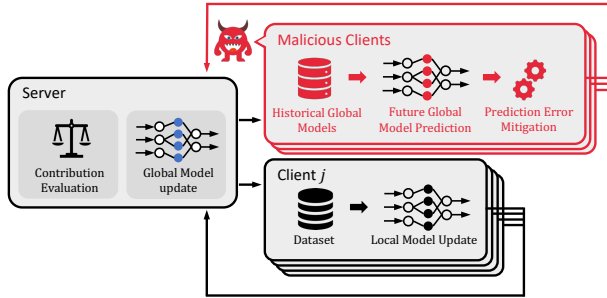 Malicious Clients
Historical Global
Models
Future Global
Model Prediction
Prediction Error
Mitigation
Server
Contribution
Evaluation
Global Model
update
Client j
Dataset
Local Model Update